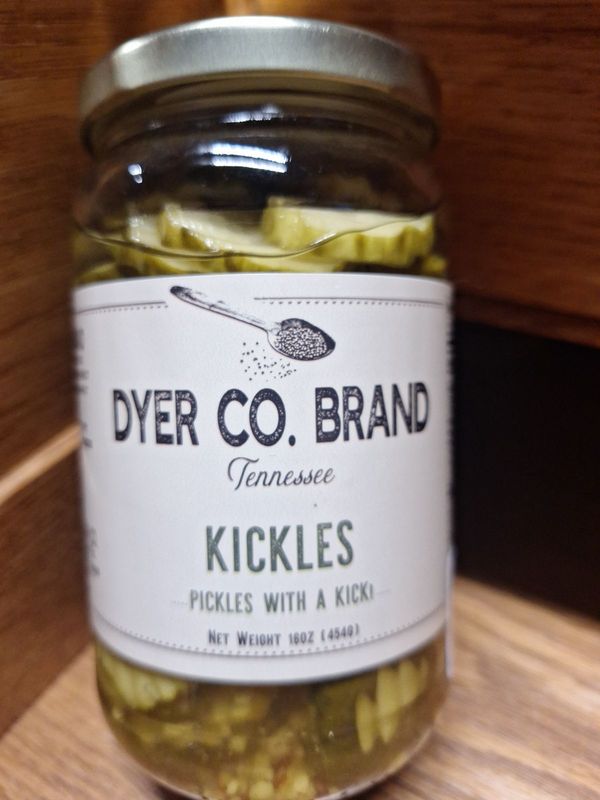 DYER CO. BRAND
Tennessee
KICKLES
PICKLES WITH A KICK!
NET WEIGHT 16OZ (454G)